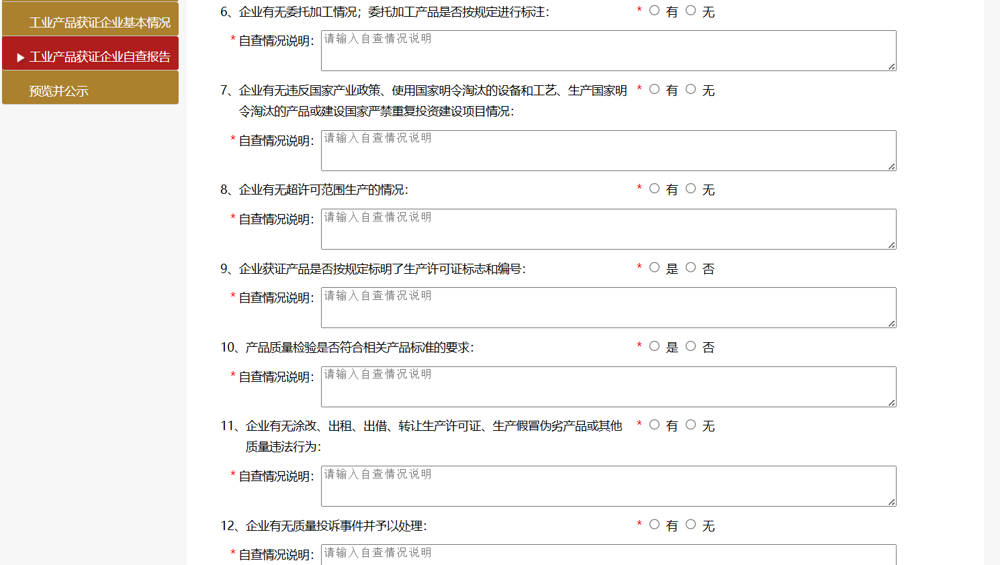 工业产品获证企业基本情况
工业产品获证企业自查报告
预览并公示
6、企业有无委托加工情况；委托加工产品是否按规定进行标注： * 有 无
* 自查情况说明： 请输入自查情况说明
7、企业有无违反国家产业政策、使用国家明令淘汰的设备和工艺、生产国家明 * 有 无
令淘汰的产品或建设国家严禁重复投资建设项目情况：
* 自查情况说明： 请输入自查情况说明
8、企业有无超许可范围生产的情况： * 有 无
* 自查情况说明： 请输入自查情况说明
9、企业获证产品是否按规定标明了生产许可证标志和编号： * 是 否
* 自查情况说明： 请输入自查情况说明
10、产品质量检验是否符合相关产品标准的要求： * 是 否
* 自查情况说明： 请输入自查情况说明
11、企业有无涂改、出租、出借、转让生产许可证、生产假冒伪劣产品或其他 * 有 无
质量违法行为：
* 自查情况说明： 请输入自查情况说明
12、企业有无质量投诉事件并予以处理： * 有 无
* 自查情况说明： 请输入自查情况说明